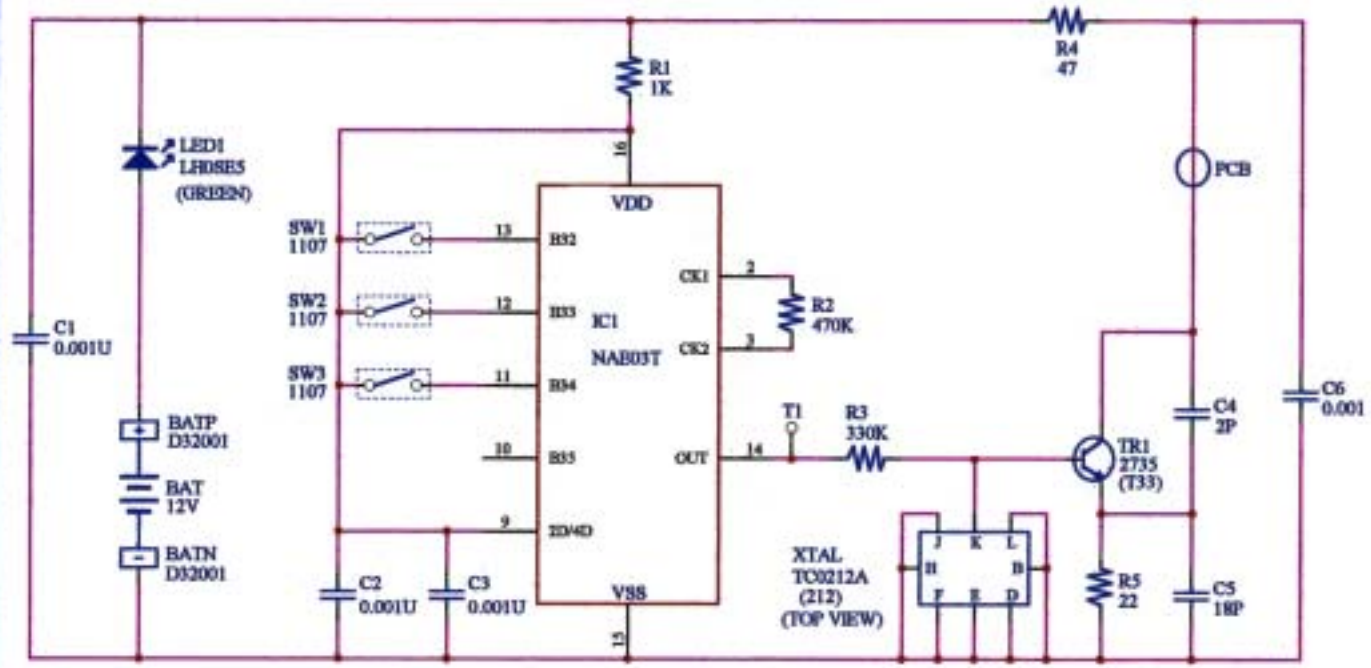 R4
47
R1
1K
LED1
LH0SE5
(GREEN)
PCB
16
VDD
SW1
1107
13
B32
CK1
2
SW2
1107
12
B33
R2
470K
IC1
NAB03T
C1
0.001U
CK2
3
SW3
1107
11
B34
C6
0.001
C4
2P
T1
R3
330K
BATP
D32001
+
10
B35
OUT
14
TR1
2735
(T33)
BAT
12V
9
2D/4D
BATN
D32001
-
J
K
L
XTAL
TC0212A
(212)
(TOP VIEW)
H
B
F
E
D
C2
0.001U
C3
0.001U
VSS
15
R5
22
C5
18P